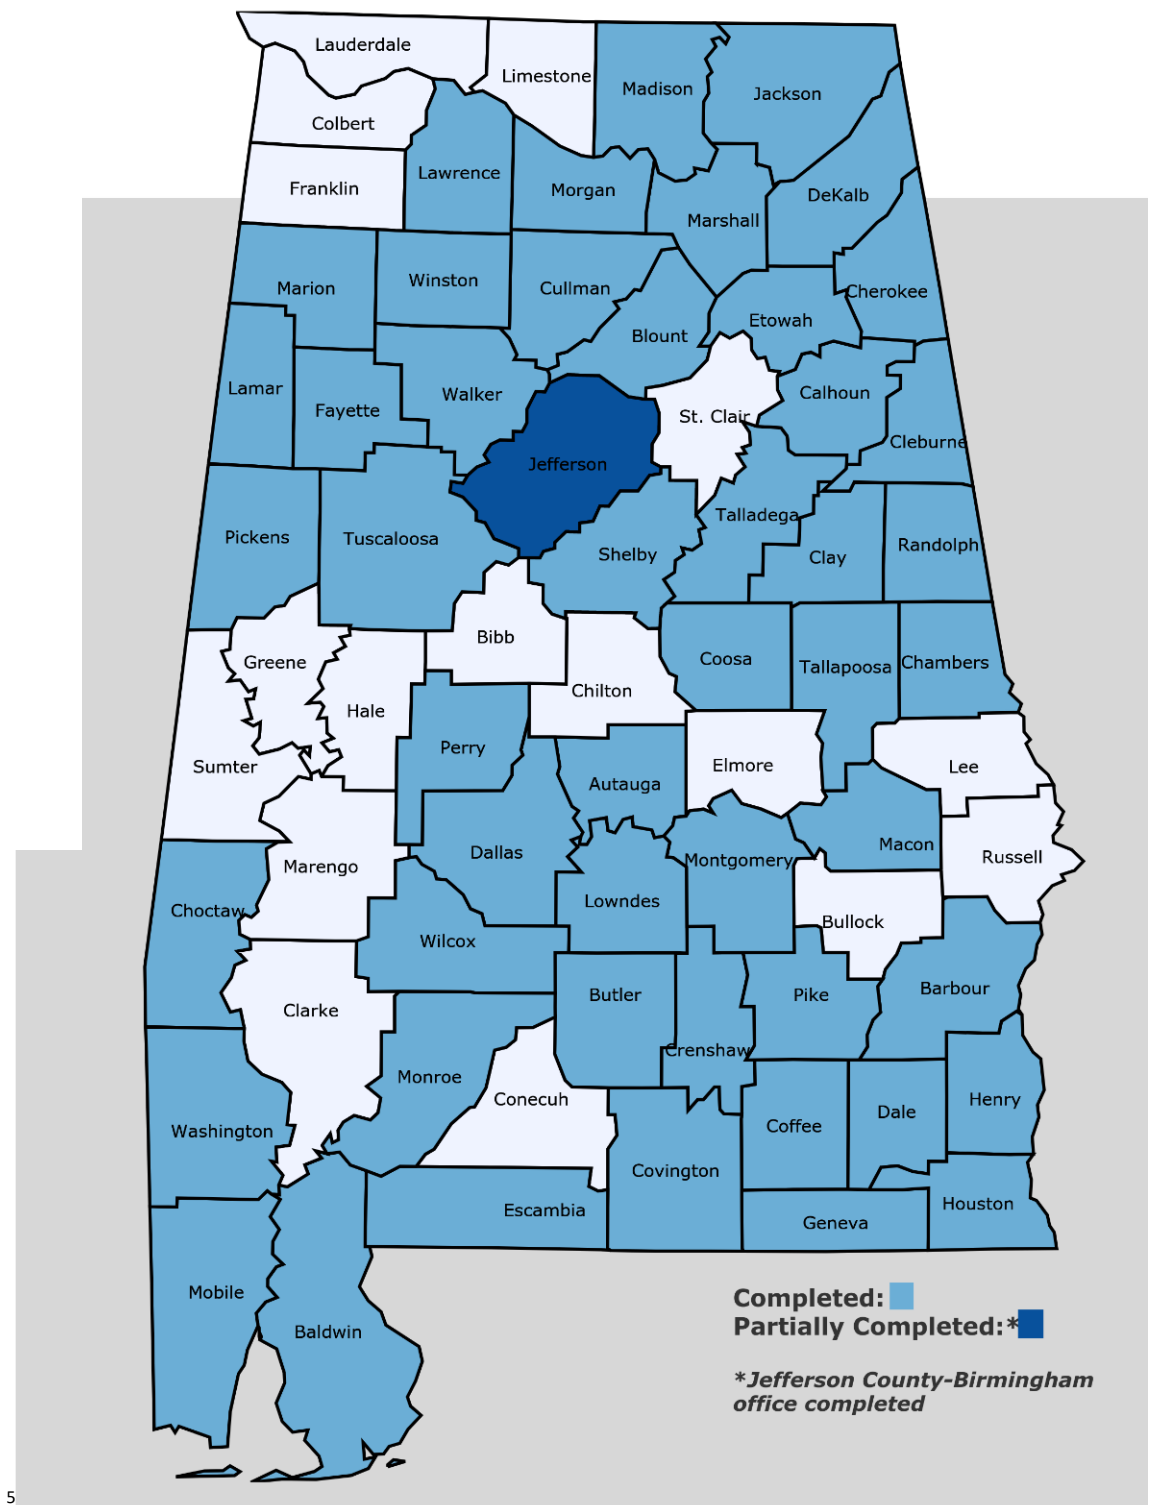 Lauderdale
Limestone
Madison
Jackson
Colbert
Lawrence
Franklin
Morgan
DeKalb
Marshall
Marion
Winston
Cullman
Cherokee
Etowah
Blount
Lamar
Fayette
Walker
Calhoun
St. Clair
Cleburne
Jefferson
Talladega
Pickens
Tuscaloosa
Shelby
Clay
Randolph
Bibb
Greene
Coosa
Tallapoosa
Chambers
Chilton
Hale
Perry
Sumter
Elmore
Lee
Autauga
Marengo
Dallas
Montgomery
Macon
Russell
Choctaw
Lowndes
Bullock
Wilcox
Clarke
Butler
Pike
Barbour
Crenshaw
Monroe
Conecuh
Henry
Washington
Coffee
Dale
Covington
Escambia
Geneva
Houston
Mobile
Baldwin
Completed:
Partially Completed:*
*Jefferson County-Birmingham
office completed
5